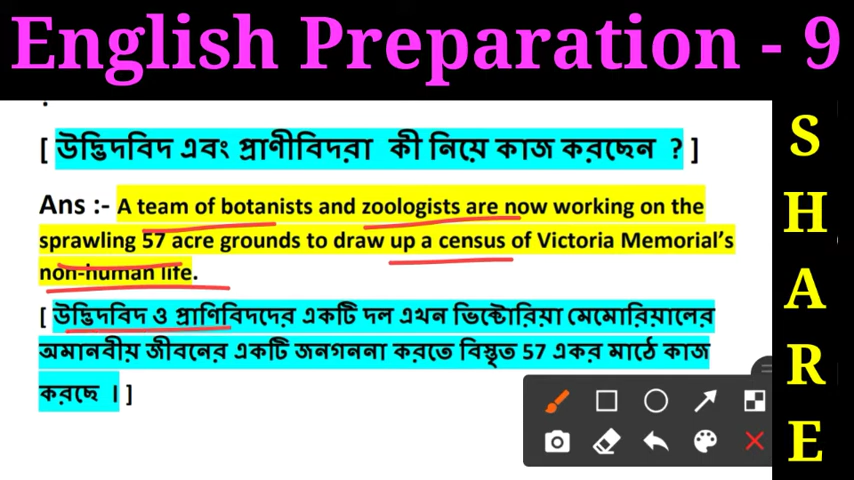 English Preparation - 9
[ উদ্ভিদবিদ এবং প্রাণীবিদরা কী নিয়ে কাজ করছেন ? ]
Ans :- A team of botanists and zoologists are now working on the
sprawling 57 acre grounds to draw up a census of Victoria Memorial's
non-human life.
[ উদ্ভিদবিদ ও প্রাণিবিদদের একটি দল এখন ভিক্টোরিয়া মেমোরিয়ালের
অমানবীয় জীবনের একটি জনগননা করতে বিস্তৃত 57 একর মাঠে কাজ
করছে । ]
SHARE